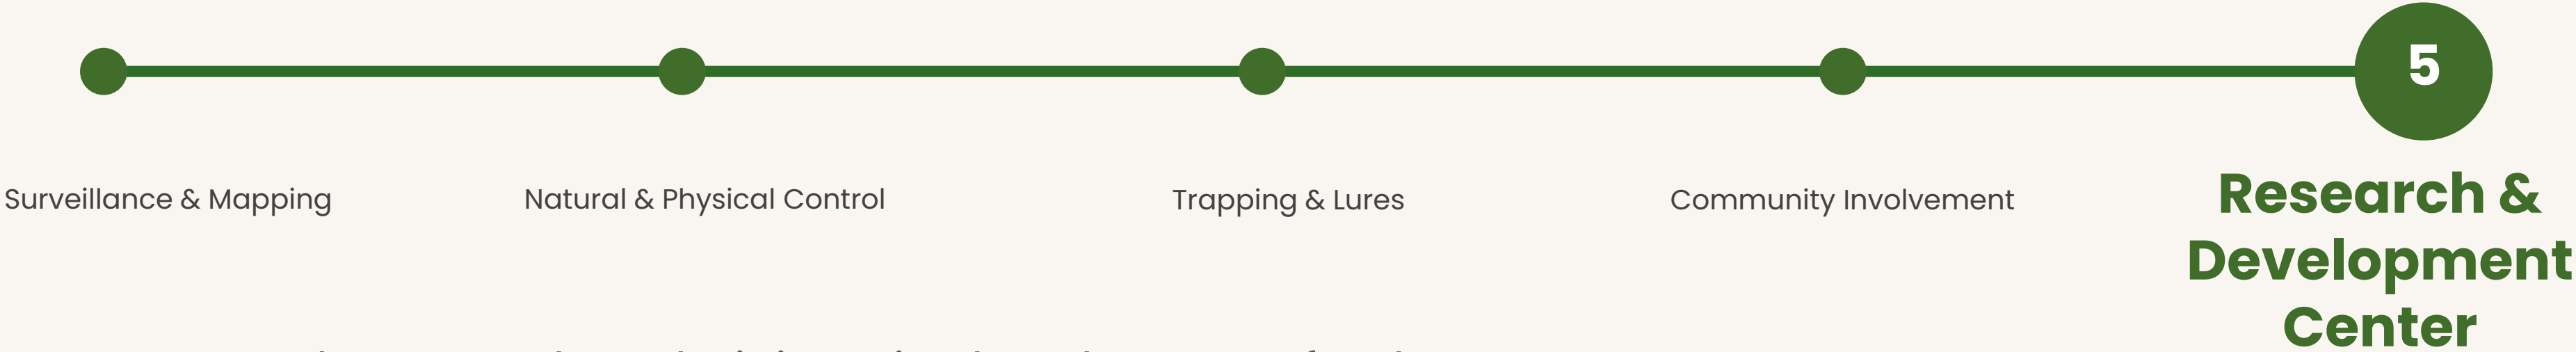 5
Surveillance & Mapping
Natural & Physical Control
Trapping & Lures
Community Involvement
Research &
Development
Center